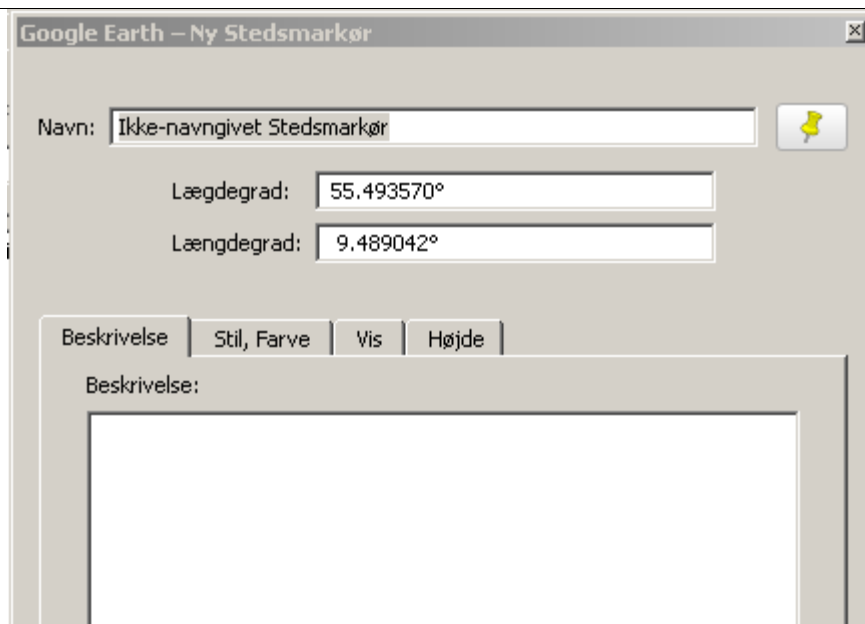 Google Earth – Ny Stedsmarkør
Navn: Ikke-navngivet Stedsmarkør
Lægdegrad: 55.493570°
Længdegrad: 9.489042°
Beskrivelse Stil, Farve Vis Højde
Beskrivelse: